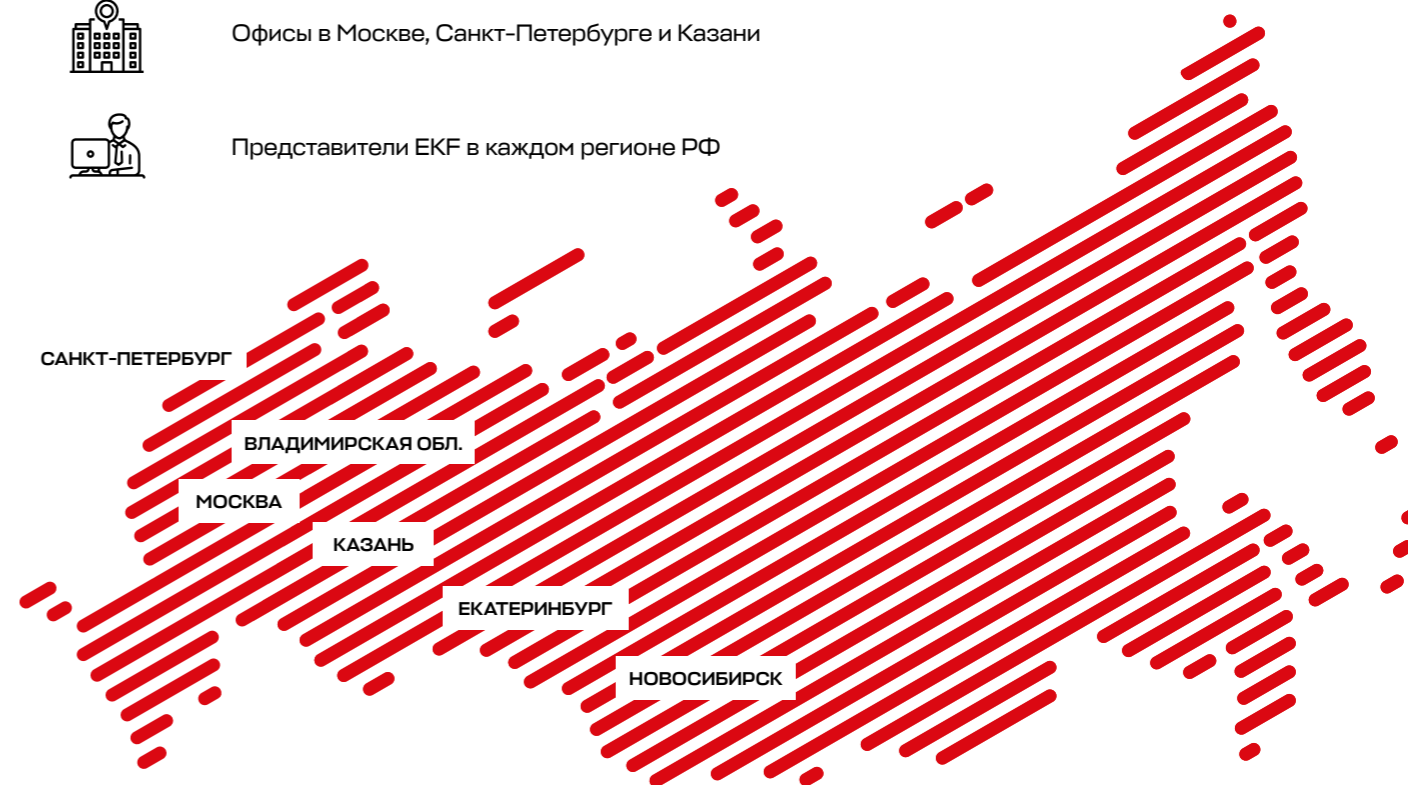 Офисы в Москве, Санкт-Петербурге и Казани
Представители EKF в каждом регионе РФ
САНКТ-ПЕТЕРБУРГ
ВЛАДИМИРСКАЯ ОБЛ.
МОСКВА
КАЗАНЬ
ЕКАТЕРИНБУРГ
НОВОСИБИРСК